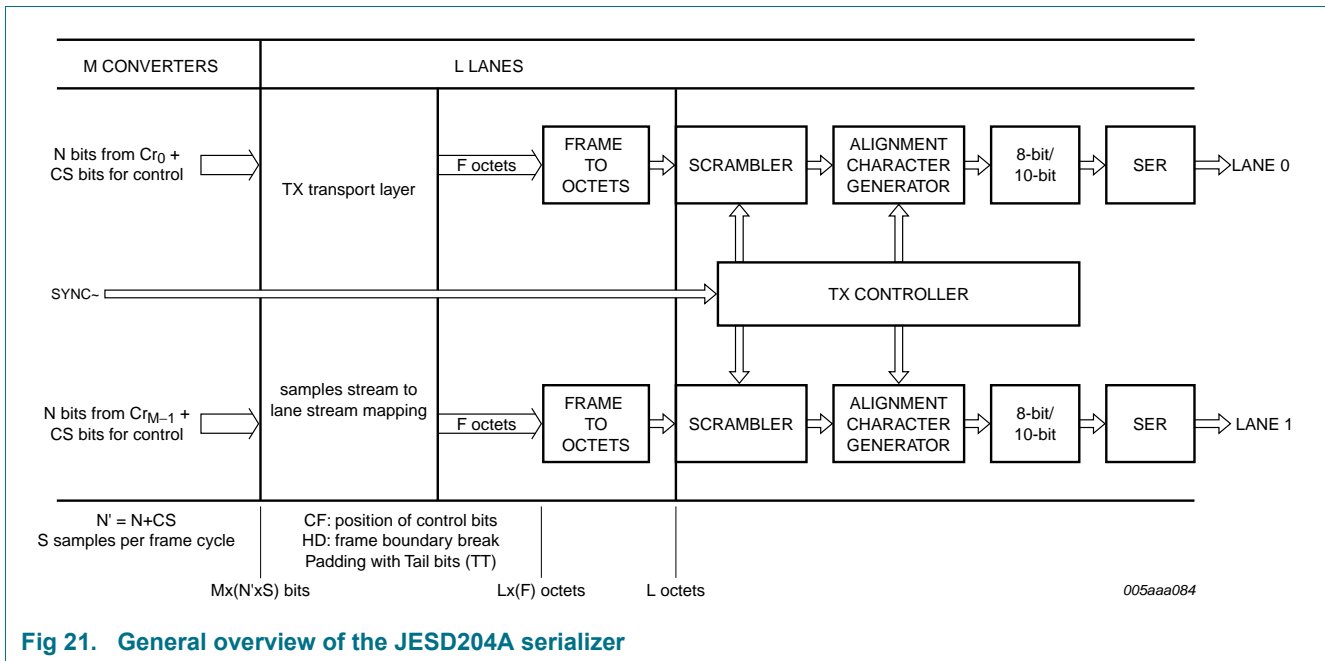 M CONVERTERS
L LANES
N bits from Cr0 +
CS bits for control
TX transport layer
F octets
FRAME
TO
OCTETS
SCRAMBLER
ALIGNMENT
CHARACTER
GENERATOR
8-bit/
10-bit
SER
LANE 0
SYNC~
TX CONTROLLER
N bits from CrM−1 +
CS bits for control
samples stream to
lane stream mapping
F octets
FRAME
TO
OCTETS
SCRAMBLER
ALIGNMENT
CHARACTER
GENERATOR
8-bit/
10-bit
SER
LANE 1
N' = N+CS
S samples per frame cycle
CF: position of control bits
HD: frame boundary break
Padding with Tail bits (TT)
Mx(N'xS) bits
Lx(F) octets
L octets
005aaa084
Fig 21. General overview of the JESD204A serializer